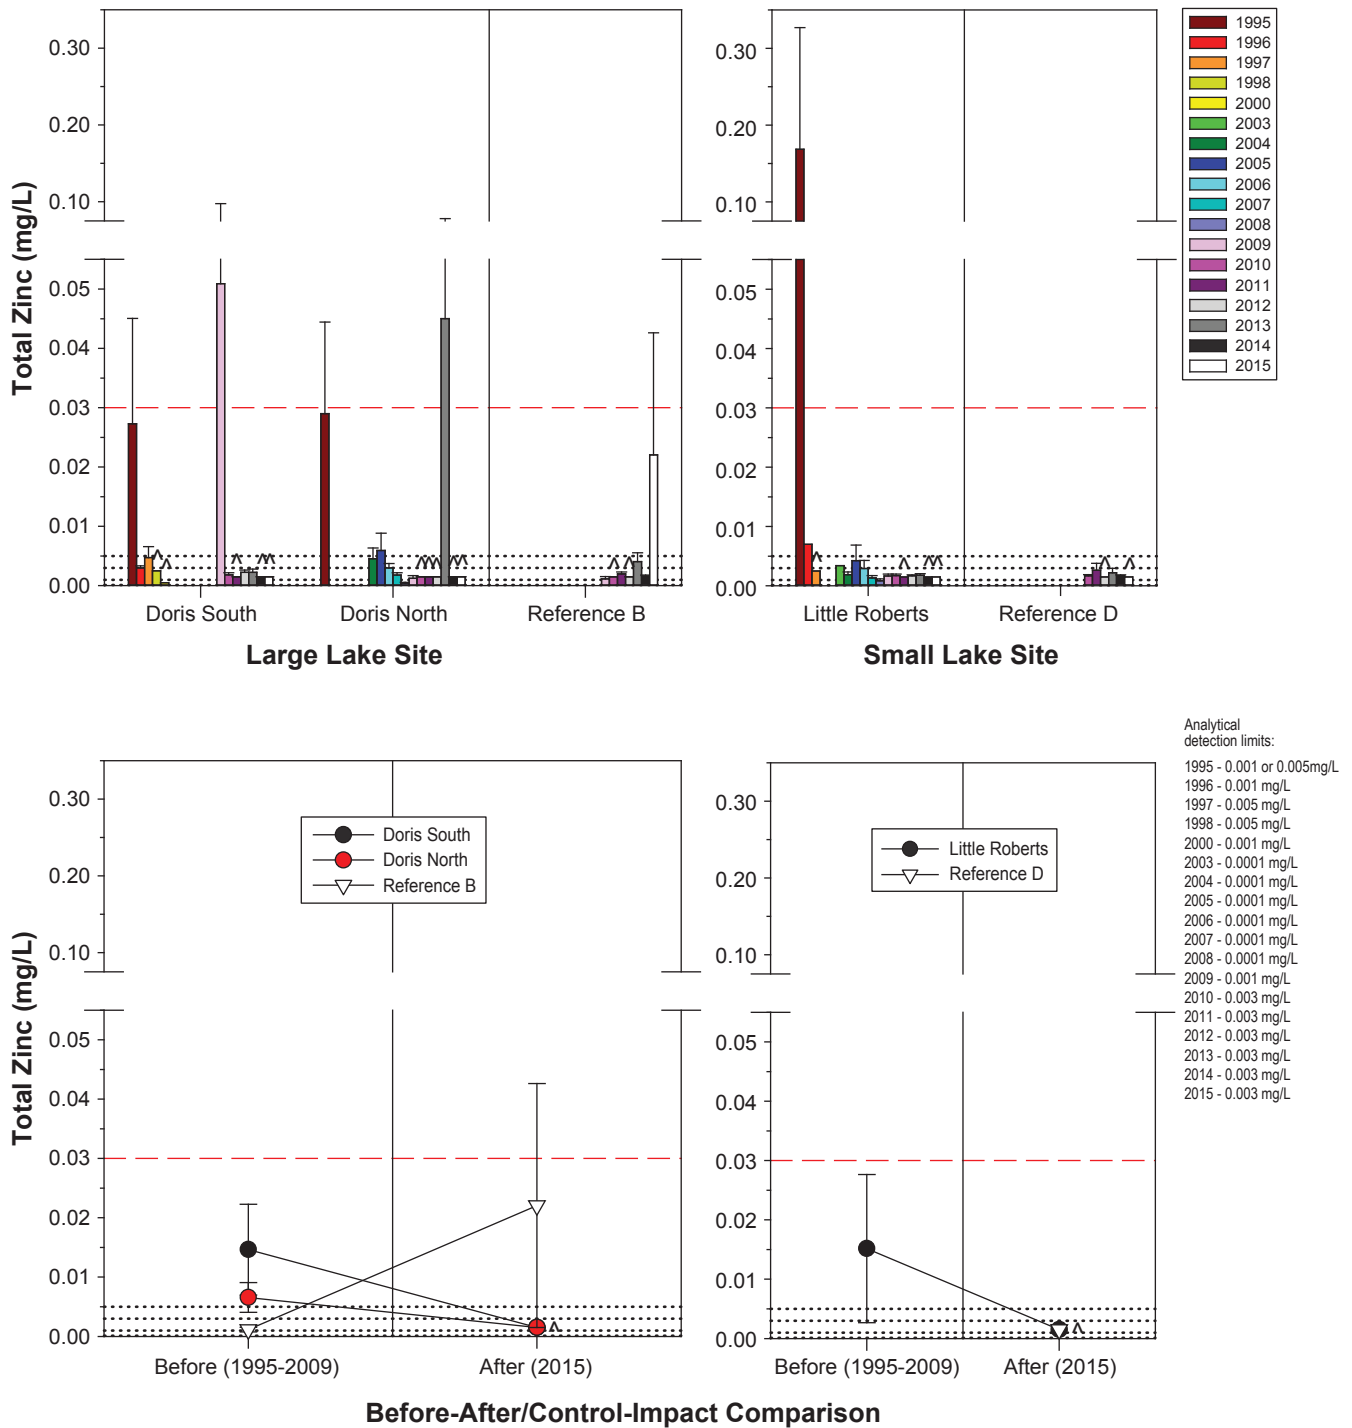 0.30
0.20
0.10
0.05
0.04
0.03
0.02
0.01
0.00
Total Zinc (mg/L)
^ ^ ^ ^^ ^^^ ^^ ^ ^
Doris South Doris North Reference B
Large Lake Site
0.30
0.20
0.10
0.05
0.04
0.03
0.02
0.01
0.00
^ ^ ^^ ^ ^
Little Roberts Reference D
Small Lake Site
1995
1996
1997
1998
2000
2003
2004
2005
2006
2007
2008
2009
2010
2011
2012
2013
2014
2015
0.30
0.20
0.10
0.05
0.04
0.03
0.02
0.01
0.00
Total Zinc (mg/L)
Doris South
Doris North
Reference B
^
Before (1995-2009) After (2015)
0.30
0.20
0.10
0.05
0.04
0.03
0.02
0.01
0.00
Little Roberts
Reference D
^
Before (1995-2009) After (2015)
Before-After/Control-Impact Comparison
Analytical
detection limits:
1995 - 0.001 or 0.005mg/L
1996 - 0.001 mg/L
1997 - 0.005 mg/L
1998 - 0.005 mg/L
2000 - 0.001 mg/L
2003 - 0.0001 mg/L
2004 - 0.0001 mg/L
2005 - 0.0001 mg/L
2006 - 0.0001 mg/L
2007 - 0.0001 mg/L
2008 - 0.0001 mg/L
2009 - 0.001 mg/L
2010 - 0.003 mg/L
2011 - 0.003 mg/L
2012 - 0.003 mg/L
2013 - 0.003 mg/L
2014 - 0.003 mg/L
2015 - 0.003 mg/L